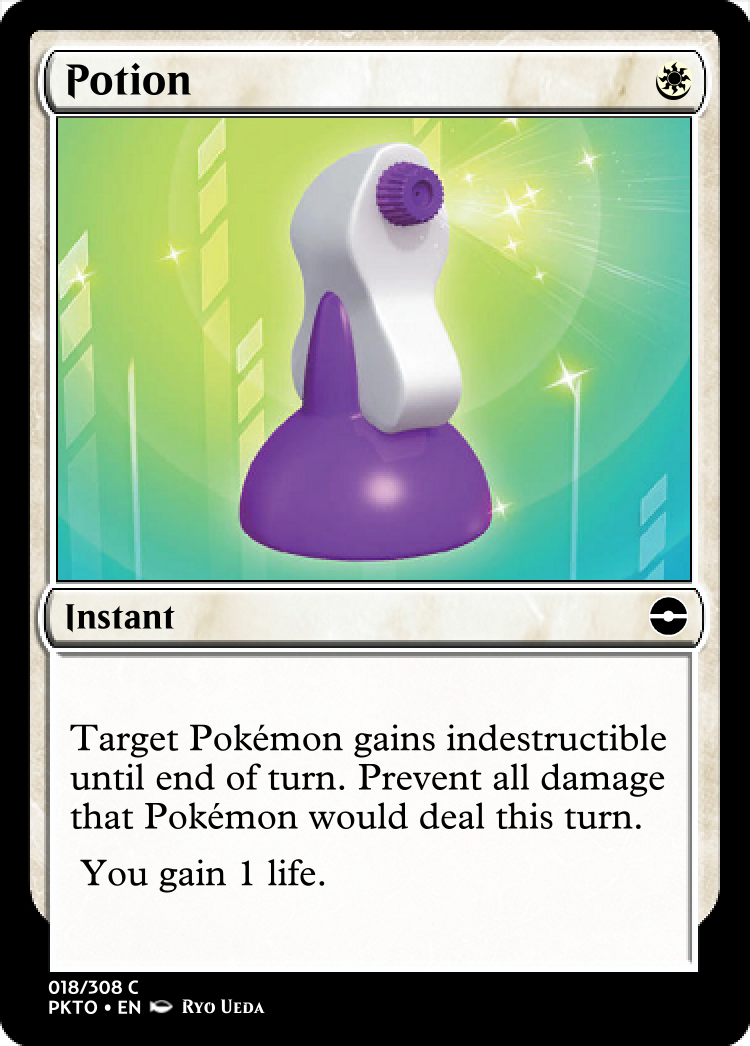 Potion
Instant
Target Pokémon gains indestructible
until end of turn. Prevent all damage
that Pokémon would deal this turn.
You gain 1 life.
018/308 C
PKTO • EN Ryo Ueda